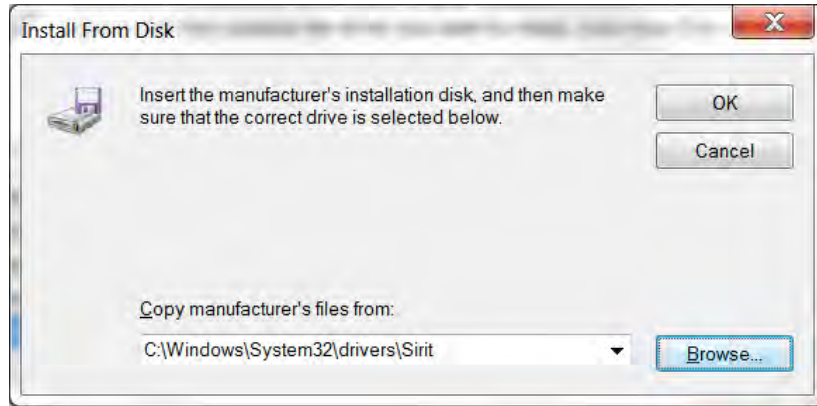 Install From Disk
Insert the manufacturer's installation disk, and then make
sure that the correct drive is selected below.
OK
Cancel
Copy manufacturer's files from:
C:\Windows\System32\drivers\Sirit
Browse...